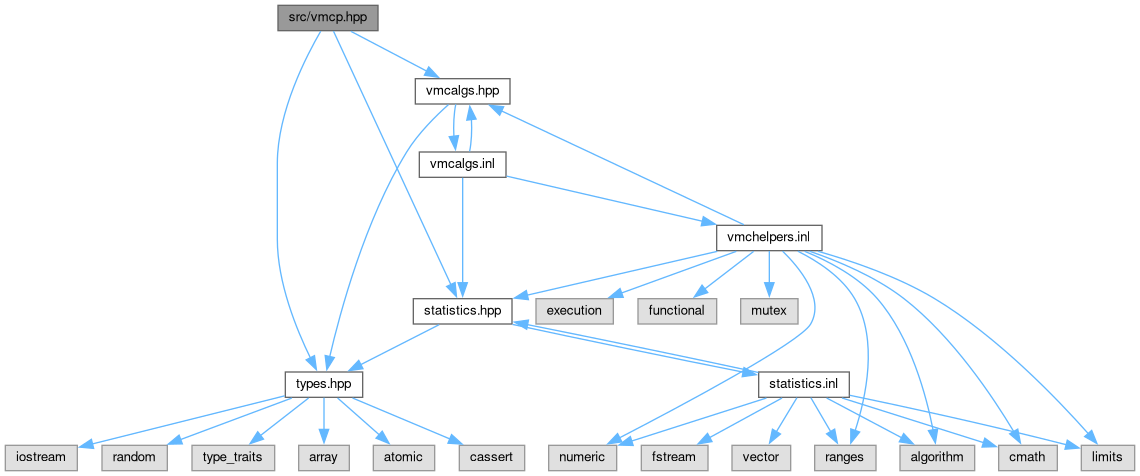 src/vmcp.hpp
vmcalgs.hpp
vmcalgs.inl
vmchelpers.inl
statistics.hpp
execution
functional
mutex
types.hpp
statistics.inl
iostream
random
type_traits
array
atomic
cassert
numeric
fstream
vector
ranges
algorithm
cmath
limits